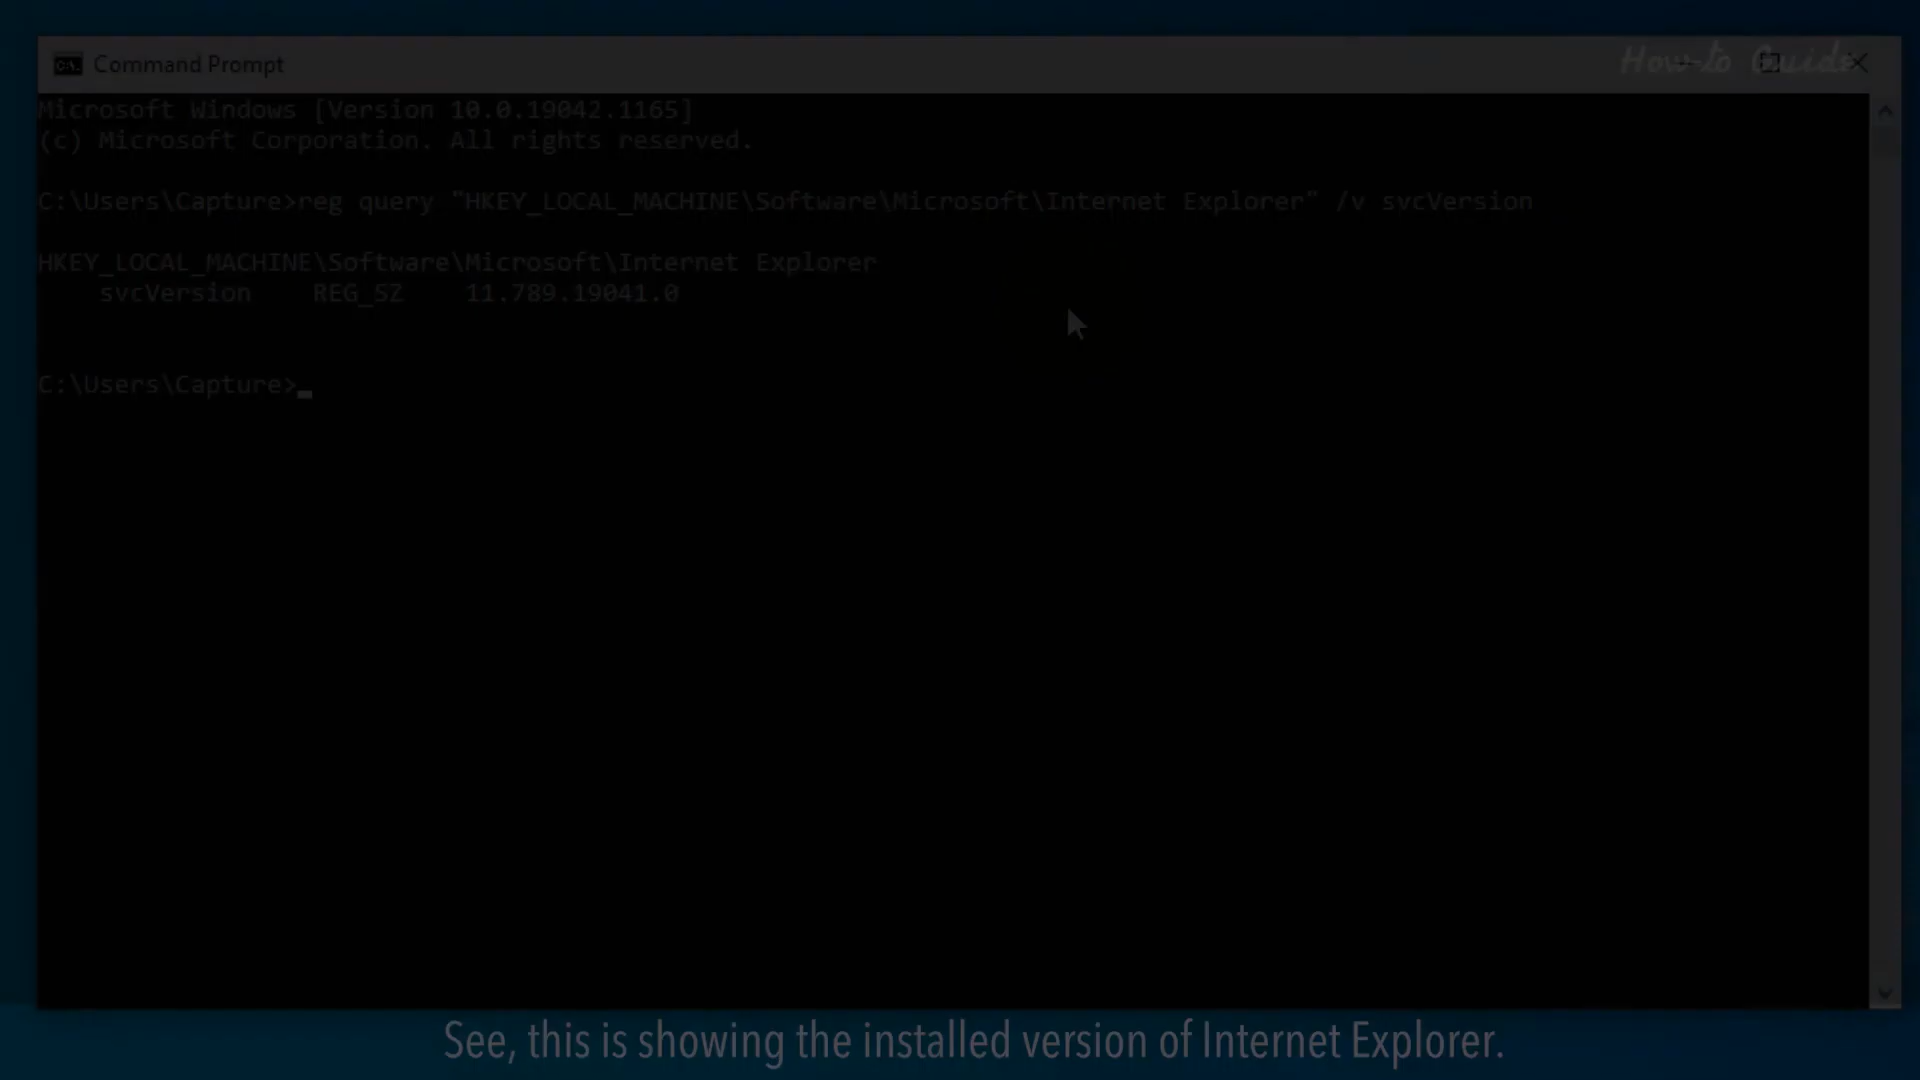 Command Prompt
How-to Guide
Microsoft Windows [Version 10.0.19042.1165]
(c) Microsoft Corporation. All rights reserved.
C:\Users\Capture>reg query "HKEY_LOCAL_MACHINE\Software\Microsoft\Internet Explorer" /v svcVersion
HKEY_LOCAL_MACHINE\Software\Microsoft\Internet Explorer
svcVersion    REG_SZ    11.789.19041.0
C:\Users\Capture>
See, this is showing the installed version of Internet Explorer.